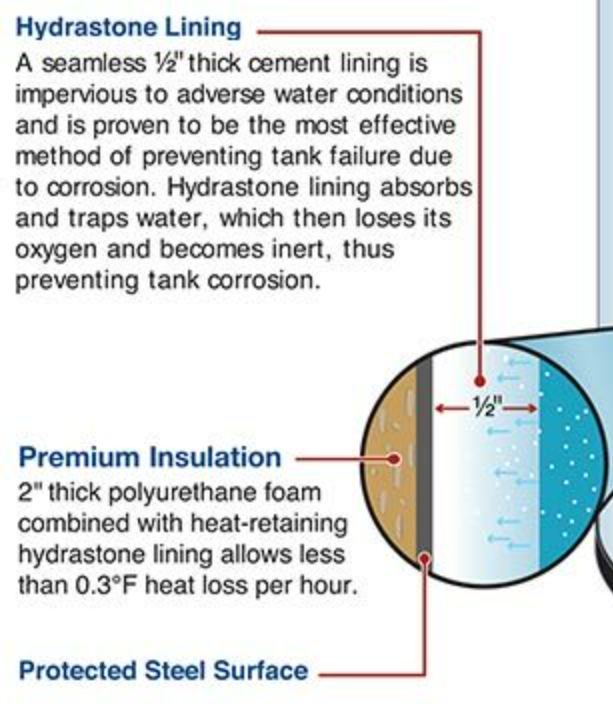 Hydrastone Lining
A seamless ½" thick cement lining is
impervious to adverse water conditions
and is proven to be the most effective
method of preventing tank failure due
to corrosion. Hydrastone lining absorbs
and traps water, which then loses its
oxygen and becomes inert, thus
preventing tank corrosion.
½"
Premium Insulation
2" thick polyurethane foam
combined with heat-retaining
hydrastone lining allows less
than 0.3°F heat loss per hour.
Protected Steel Surface